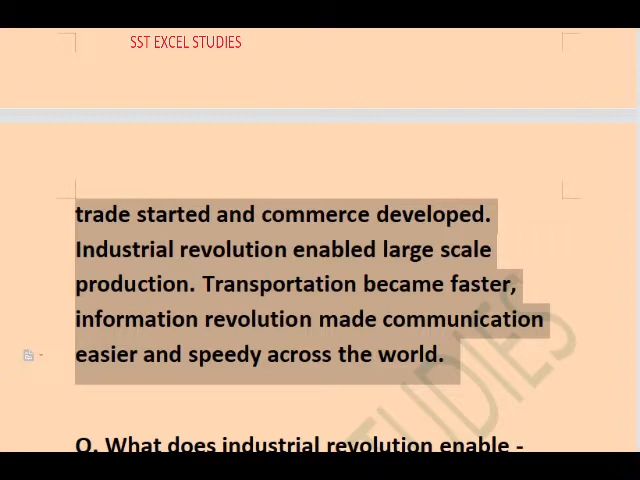 SST EXCEL STUDIES
trade started and commerce developed.
Industrial revolution enabled large scale
production. Transportation became faster,
information revolution made communication
easier and speedy across the world.
STUDIES
Q. What does industrial revolution enable -